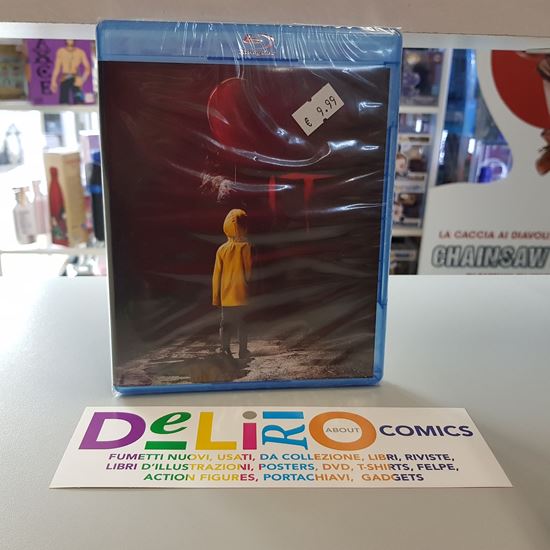 € 9.99
IT
LA CACCIA AI DIAVOLI
CHAINSAW
DeLiRiO
ABOUT
COMICS
FUMETTI NUOVI, USATI, DA COLLEZIONE, LIBRI, RIVISTE,
LIBRI D'ILLUSTRAZIONI, POSTERS, DVD, T-SHIRTS, FELPE,
ACTION FIGURES, PORTACHIAVI, GADGETS